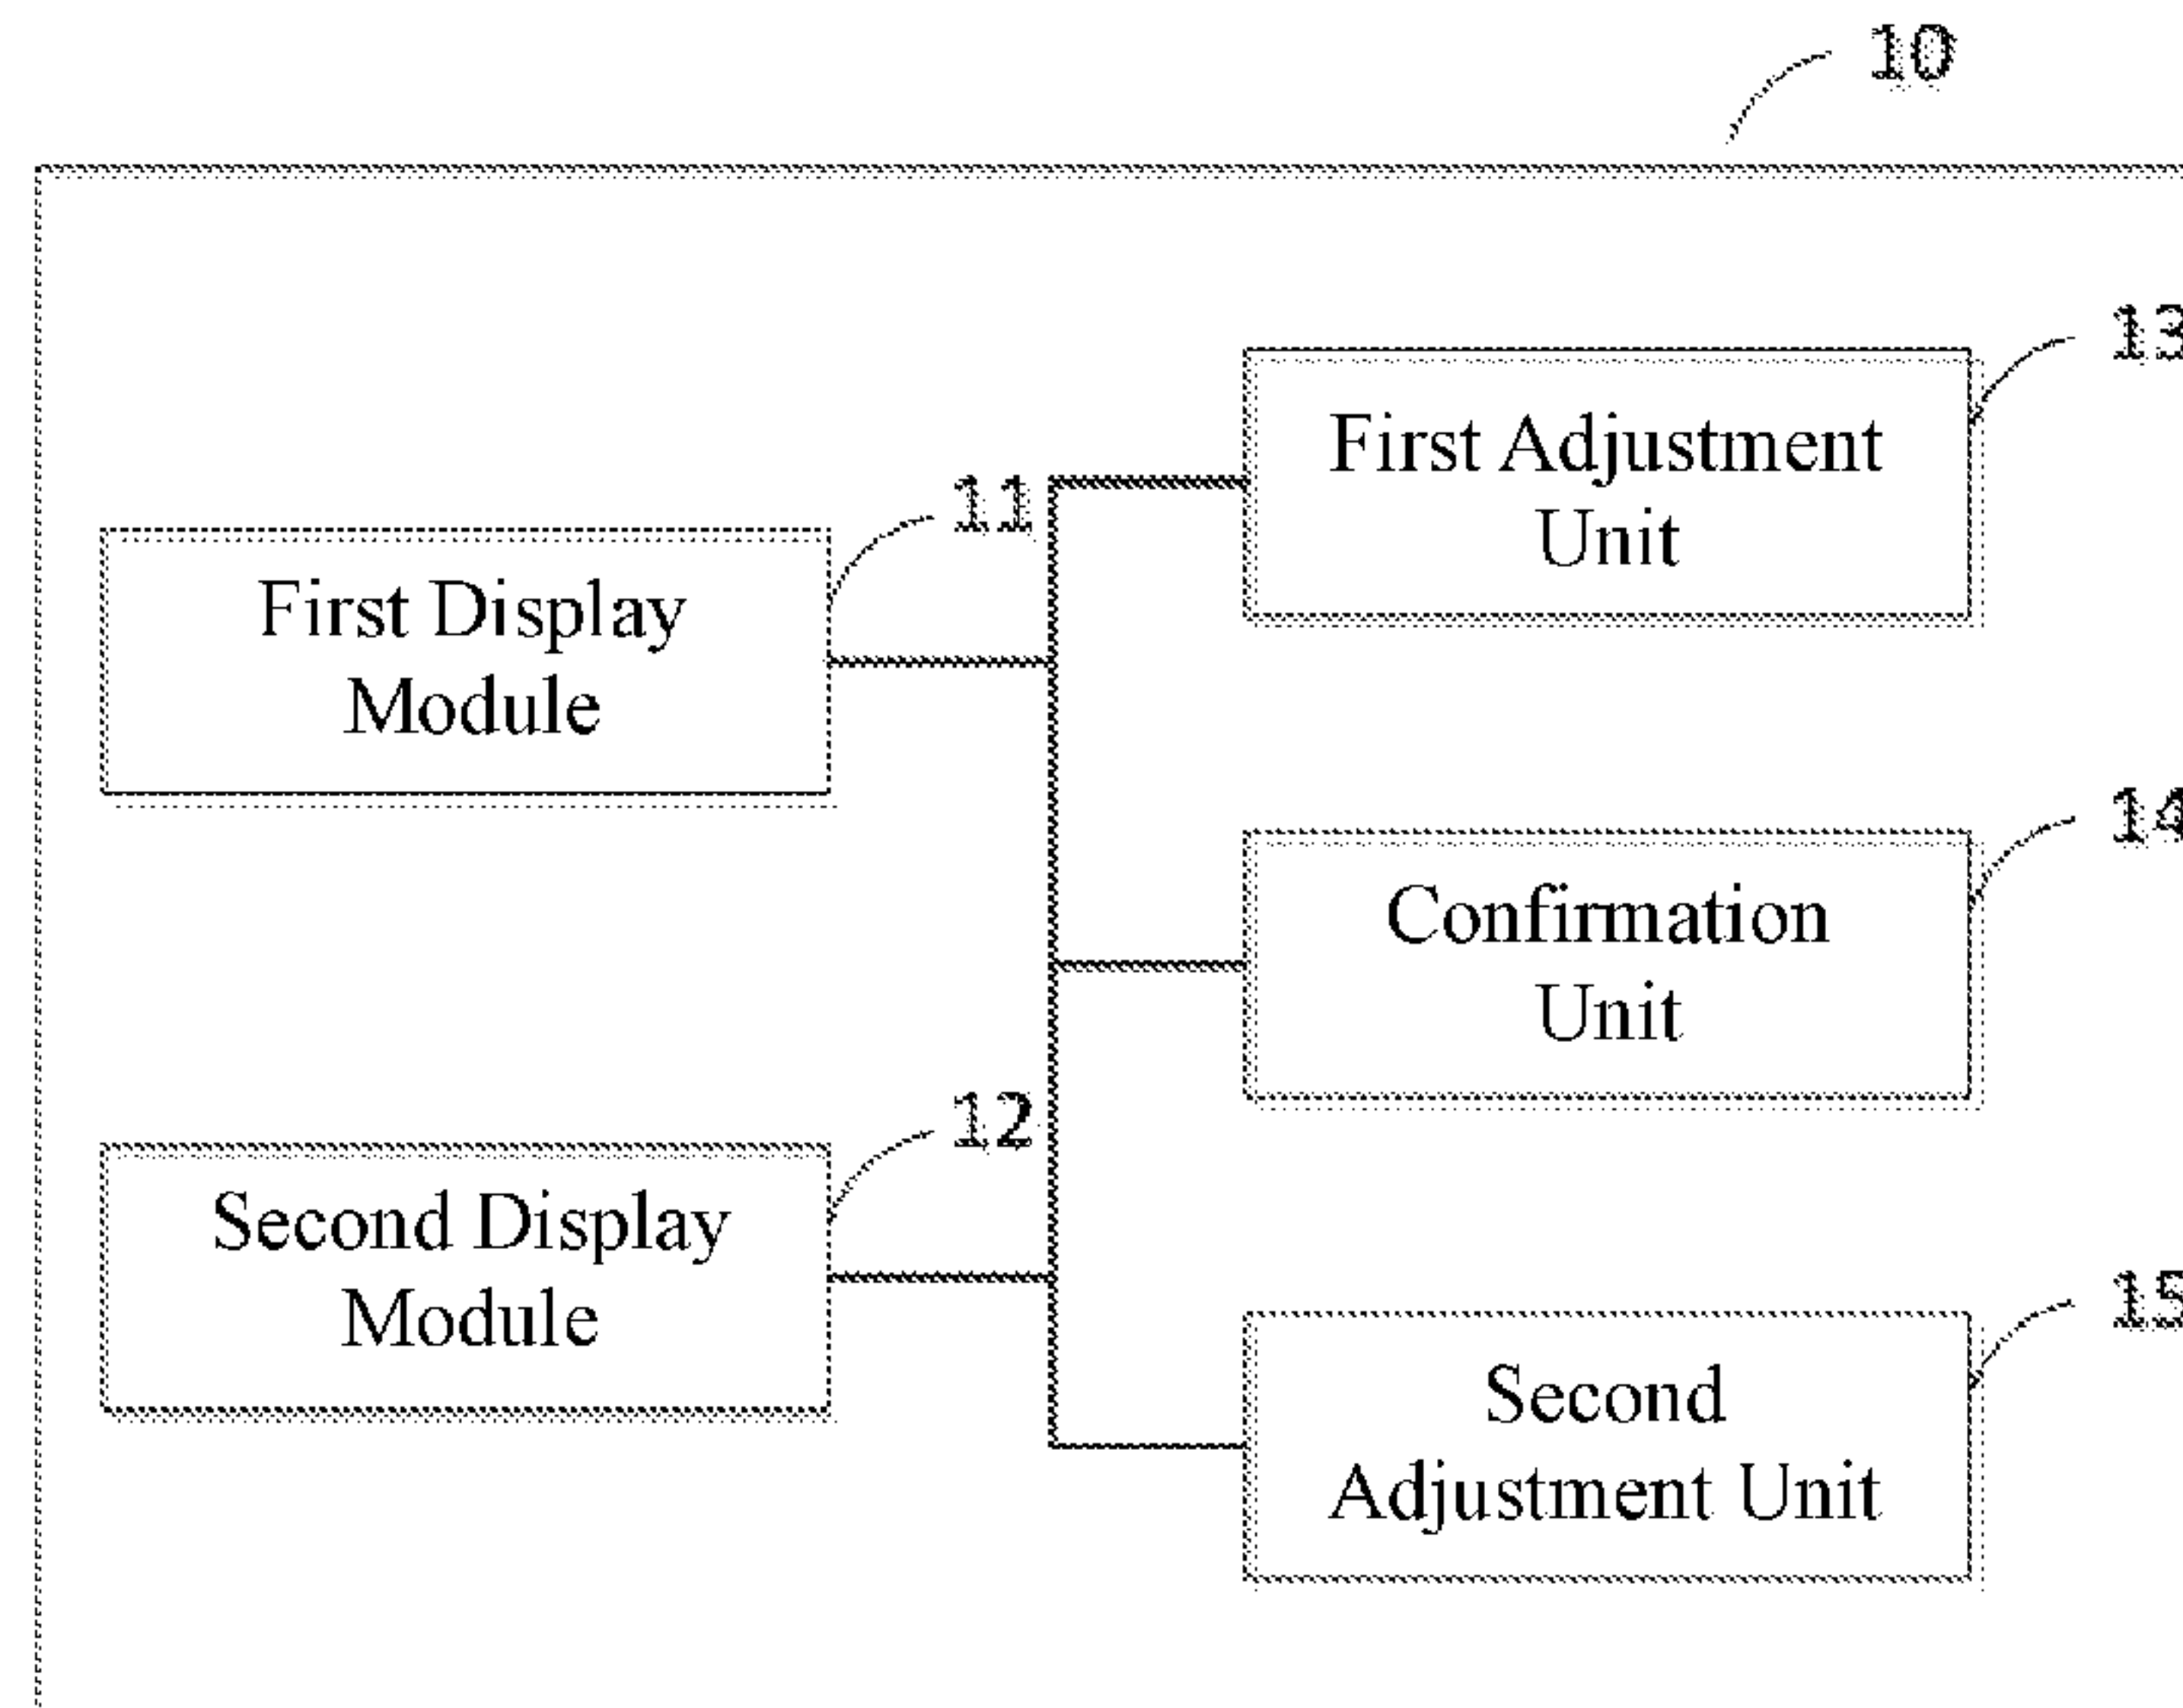 10
13
First Adjustment
Unit
11
First Display
Module
14
Confirmation
Unit
12
Second Display
Module
15
Second
Adjustment Unit